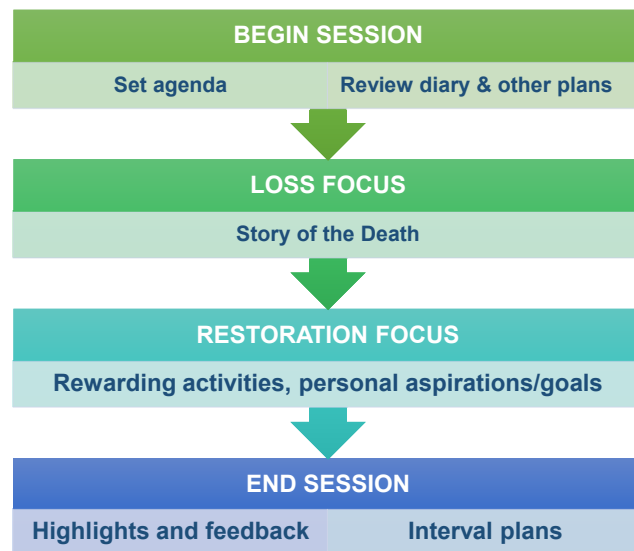 BEGIN SESSION
Set agenda
Review diary & other plans
LOSS FOCUS
Story of the Death
RESTORATION FOCUS
Rewarding activities, personal aspirations/goals
END SESSION
Highlights and feedback
Interval plans